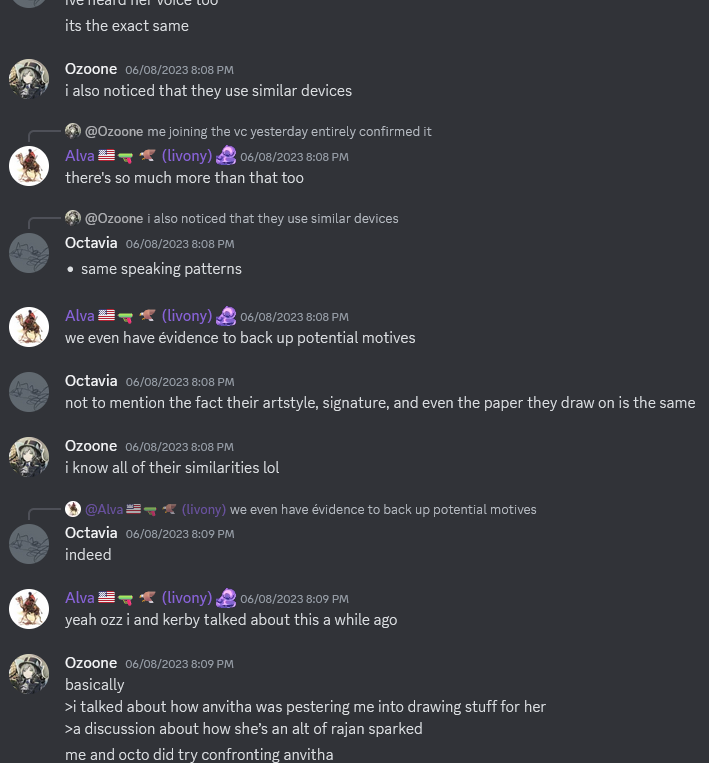 ive heard her voice too
its the exact same
Ozoone 06/08/2023 8:08 PM
i also noticed that they use similar devices
@Ozoone me joining the vc yesterday entirely confirmed it
Alva (livony) 06/08/2023 8:08 PM
there's so much more than that too
@Ozoone i also noticed that they use similar devices
Octavia 06/08/2023 8:08 PM
• same speaking patterns
Alva (livony) 06/08/2023 8:08 PM
we even have évidence to back up potential motives
Octavia 06/08/2023 8:08 PM
not to mention the fact their artstyle, signature, and even the paper they draw on is the same
Ozoone 06/08/2023 8:08 PM
i know all of their similarities lol
@Alva (livony) we even have évidence to back up potential motives
Octavia 06/08/2023 8:09 PM
indeed
Alva (livony) 06/08/2023 8:09 PM
yeah ozz i and kerby talked about this a while ago
Ozoone 06/08/2023 8:09 PM
basically
>i talked about how anvitha was pestering me into drawing stuff for her
>a discussion about how she's an alt of rajan sparked
me and octo did try confronting anvitha